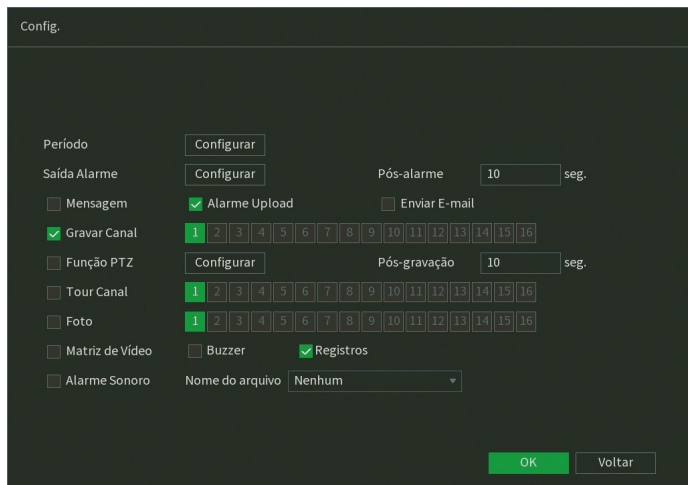 Config.
Período Configurar
Saída Alarme Configurar Pós-alarme 10 seg.
Mensagem Alarme Upload Enviar E-mail
Gravar Canal 1 2 3 4 5 6 7 8 9 10 11 12 13 14 15 16
Função PTZ Configurar Pós-gravação 10 seg.
Tour Canal 1 2 3 4 5 6 7 8 9 10 11 12 13 14 15 16
Foto 1 2 3 4 5 6 7 8 9 10 11 12 13 14 15 16
Matriz de Vídeo Buzzer Registros
Alarme Sonoro Nome do arquivo Nenhum
OK Voltar